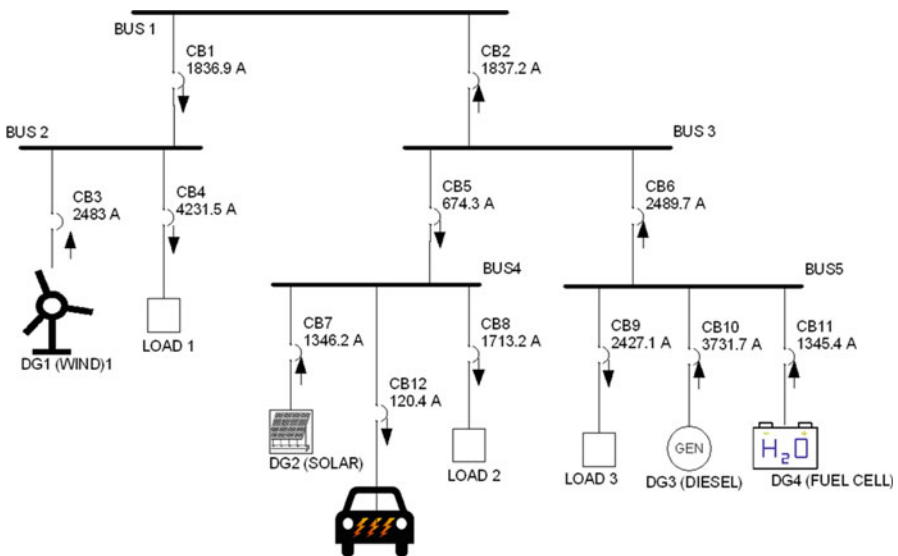 BUS 1
CB1
1836.9 A
CB2
1837.2 A
BUS 2
BUS 3
CB3
2483 A
CB4
4231.5 A
CB5
674.3 A
CB6
2489.7 A
BUS4
BUS5
DG1 (WIND)1
LOAD 1
CB7
1346.2 A
CB12
120.4 A
CB8
1713.2 A
CB9
2427.1 A
CB10
3731.7 A
CB11
1345.4 A
DG2 (SOLAR)
LOAD 2
LOAD 3
GEN
DG3 (DIESEL)
- +
H2O
DG4 (FUEL CELL)